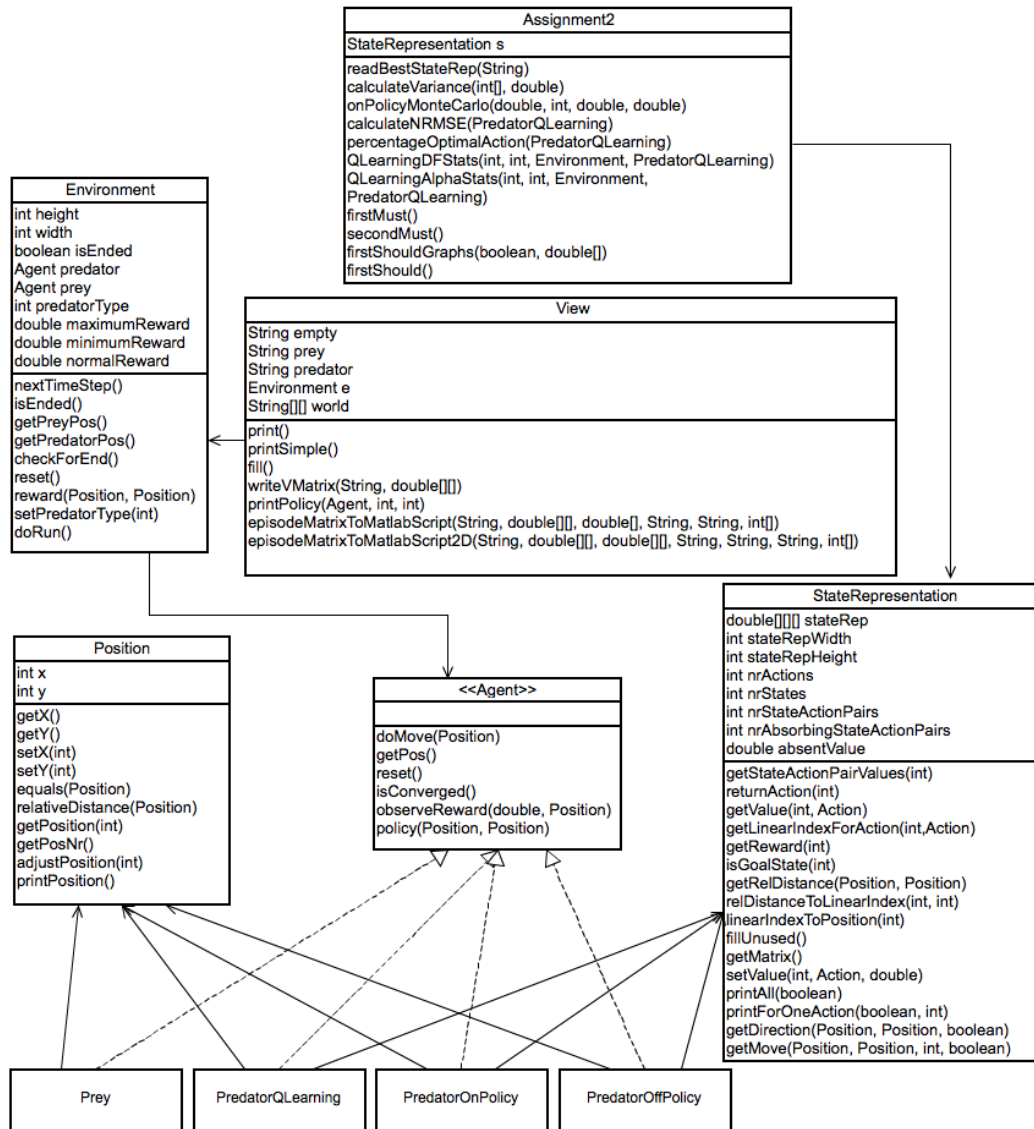 Assignment2
StateRepresentation s
readBestStateRep(String)
calculateVariance(int[], double)
onPolicyMonteCarlo(double, int, double, double)
calculateNRMSE(PredatorQLearning)
percentageOptimalAction(PredatorQLearning)
QLearningDFStats(int, int, Environment, PredatorQLearning)
QLearningAlphaStats(int, int, Environment,
PredatorQLearning)
firstMust()
secondMust()
firstShouldGraphs(boolean, double[])
firstShould()
Environment
int height
int width
boolean isEnded
Agent predator
Agent prey
int predatorType
double maximumReward
double minimumReward
double normalReward
nextTimeStep()
isEnded()
getPreyPos()
getPredatorPos()
checkForEnd()
reset()
reward(Position, Position)
setPredatorType(int)
doRun()
View
String empty
String prey
String predator
Environment e
String[][] world
print()
printSimple()
fill()
writeVMatrix(String, double[][])
printPolicy(Agent, int, int)
episodeMatrixToMatlabScript(String, double[][], double[], String, String, int[])
episodeMatrixToMatlabScript2D(String, double[][], double[][], String, String, String, int[])
Position
int x
int y
getX()
getY()
setX(int)
setY(int)
equals(Position)
relativeDistance(Position)
getPosition(int)
getPosNr()
adjustPosition(int)
printPosition()
<<Agent>>
doMove(Position)
getPos()
reset()
isConverged()
observeReward(double, Position)
policy(Position, Position)
StateRepresentation
double[][][] stateRep
int stateRepWidth
int stateRepHeight
int nrActions
int nrStates
int nrStateActionPairs
int nrAbsorbingStateActionPairs
double absentValue
getStateActionPairValues(int)
returnAction(int)
getValue(int, Action)
getLinearIndexForAction(int,Action)
getReward(int)
isGoalState(int)
getRelDistance(Position, Position)
relDistanceToLinearIndex(int, int)
linearIndexToPosition(int)
fillUnused()
getMatrix()
setValue(int, Action, double)
printAll(boolean)
printForOneAction(boolean, int)
getDirection(Position, Position, boolean)
getMove(Position, Position, int, boolean)
Prey
PredatorQLearning
PredatorOnPolicy
PredatorOffPolicy